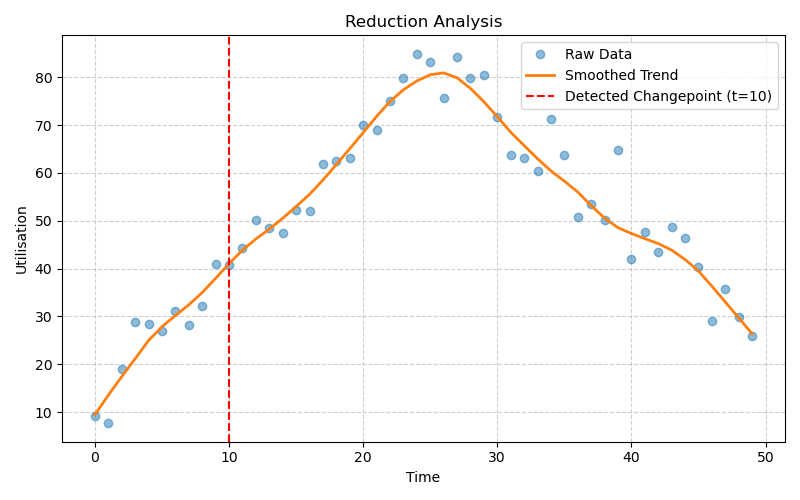 Reduction Analysis
Raw Data
Smoothed Trend
Detected Changepoint (t=10)
Utilisation
80
70
60
50
40
30
20
10
0 10 20 30 40 50
Time